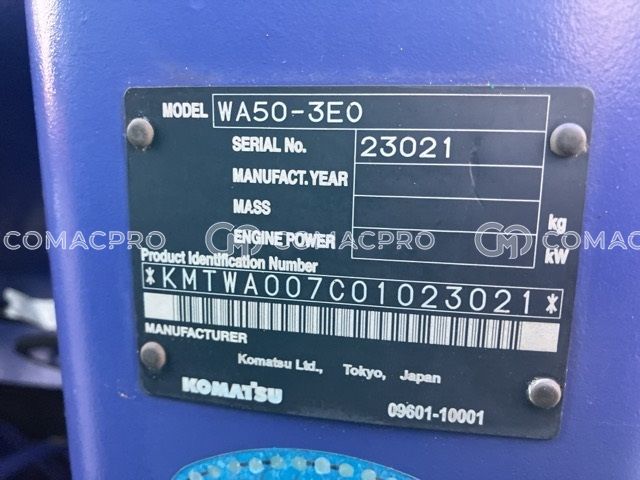 MODEL WA50-3E0
SERIAL No. 23021
MANUFACT. YEAR
MASS kg
ENGINE POWER kW
COMACPRO COMACPRO COMACPRO
Product Identification Number
*KMTWA007C01023021*
MANUFACTURER
Komatsu Ltd., Tokyo, Japan
KOMATSU
09601-10001